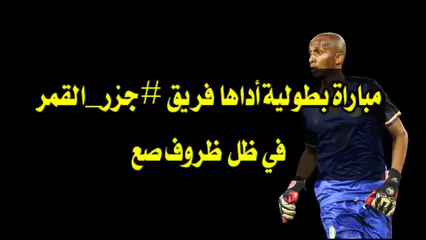 مباراة بطولية أداها فريق #جزر_القمر
في ظل ظروف صع